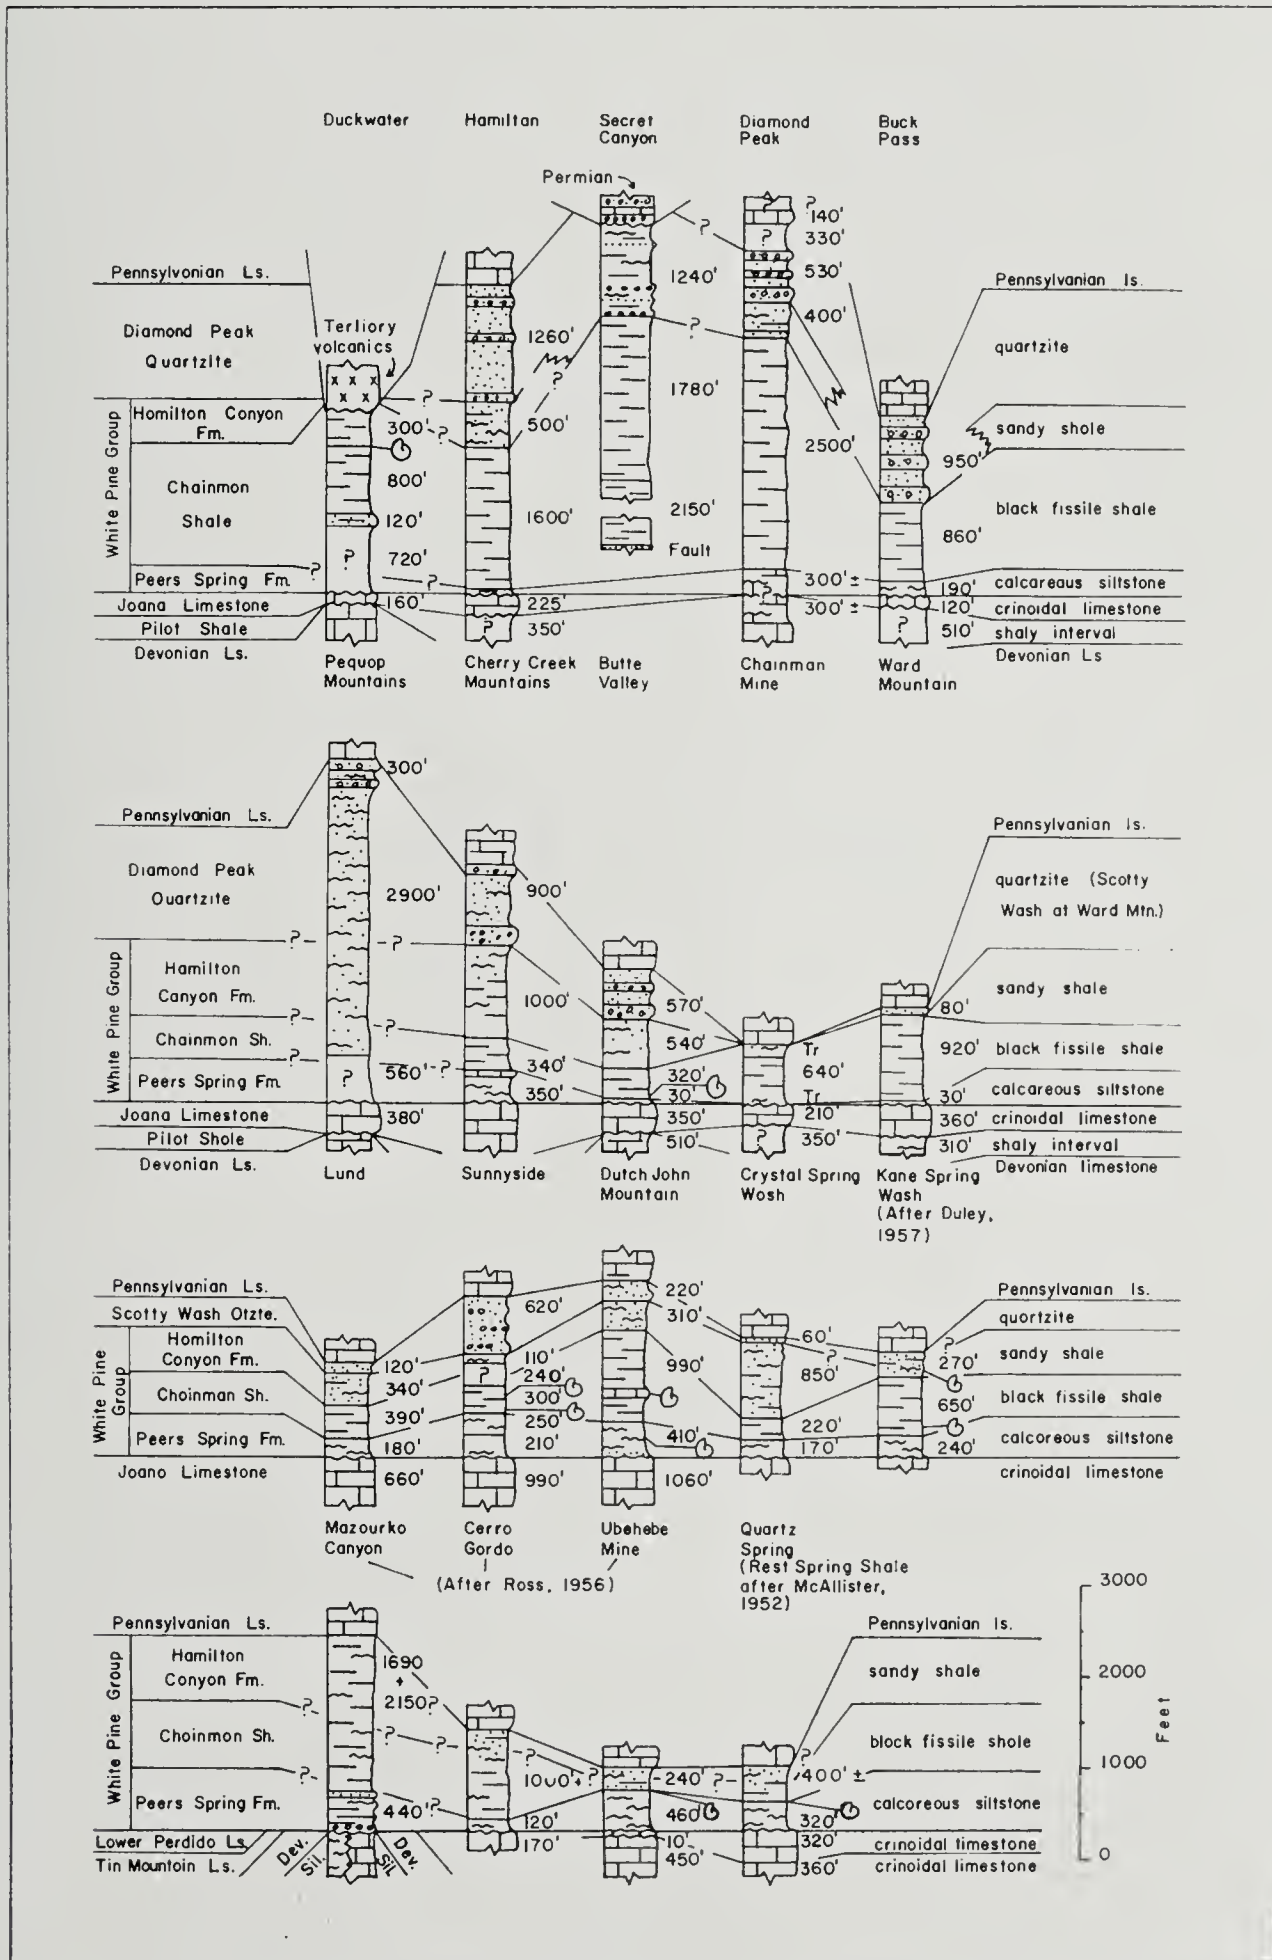 Duckwater
Hamiltan
Secret
Canyon
Diamond
Peak
Buck
Pass
Permian
Pennsylvonian Ls.
Diamond Peak
Quartzite
Terliory
volcanics
x x x
x x
White Pine Group
Homilton Canyon
Fm.
Chainmon
Shale
Peers Spring Fm.
Joana Limestone
Pilot Shale
Devonian Ls.
?
300'
800'
120'
?
720'
?
160'
?
?
1260'
?
500'
1600'
?
225'
?
350'
1240'
1780'
2150'
Fault
?
?
?
?
140'
?
330'
530'
400'
2500'
300' ±
?
300' ±
950'
860'
190'
120'
?
510'
Pennsylvanian ls.
quartzite
sandy shole
black fissile shale
calcareous siltstone
crinoidal limestone
shaly interval
Devonian Ls
Pequop
Mountains
Cherry Creek
Mauntains
Butte
Valley
Chainman
Mine
Ward
Mountain
Pennsylvanian Ls.
Diamond Peak
Ouartzite
White Pine Group
Hamilton
Canyon Fm.
Chainmon Sh.
Peers Spring Fm.
Joana Limestone
Pilot Shole
Devonian Ls.
?
?
?
300'
2900'
?
?
?
?
560'
380'
900'
1000'
340'
350'
570'
540'
320'
30'
350'
510'
Tr
640'
Tr
210'
?
350'
80'
920'
30'
360'
310'
Pennsylvanian ls.
quartzite (Scotty
Wash at Ward Mtn.)
sandy shale
black fissile shale
calcareous siltstone
crinoidal limestone
shaly interval
Devonian limestone
Lund
Sunnyside
Dutch John
Mountain
Crystal Spring
Wosh
Kane Spring
Wash
(After Duley,
1957)
Pennsylvanian Ls.
Scotty Wash Otzte.
White Pine
Group
Homilton
Canyon Fm.
Choinman Sh.
Peers Spring Fm.
Joano Limestone
120'
340'
390'
180'
660'
620'
110'
?
240'
300'
250'
210'
990'
220'
310'
990'
410'
1060'
60'
?
850'
?
220'
170'
?
270'
650'
240'
Pennsylvanian ls.
quortzite
sandy shale
black fissile shale
calcoreous siltstone
crinoidal limestone
Mazourko
Canyon
Cerro
Gordo
Ubehebe
Mine
(After Ross, 1956)
Quartz
Spring
(Rest Spring Shale
after McAllister,
1952)
Pennsylvanian Ls.
White Pine Group
Hamilton
Canyon Fm.
Choinmon Sh.
Peers Spring Fm.
Lower Perdido Ls.
Tin Mountain Ls.
?
?
Dev.
Sil.
Dev.
Sil.
1690
+
2150?
?
?
?
440'
?
1000'+?
120'
170'
240'
460'
10'
450'
?
?
400' ±
320'
320'
360'
Pennsylvanian ls.
sandy shale
block fissile shole
calcoreous siltstone
crinoidal limestone
crinoidal limestone
3000
2000
1000
0
Feet